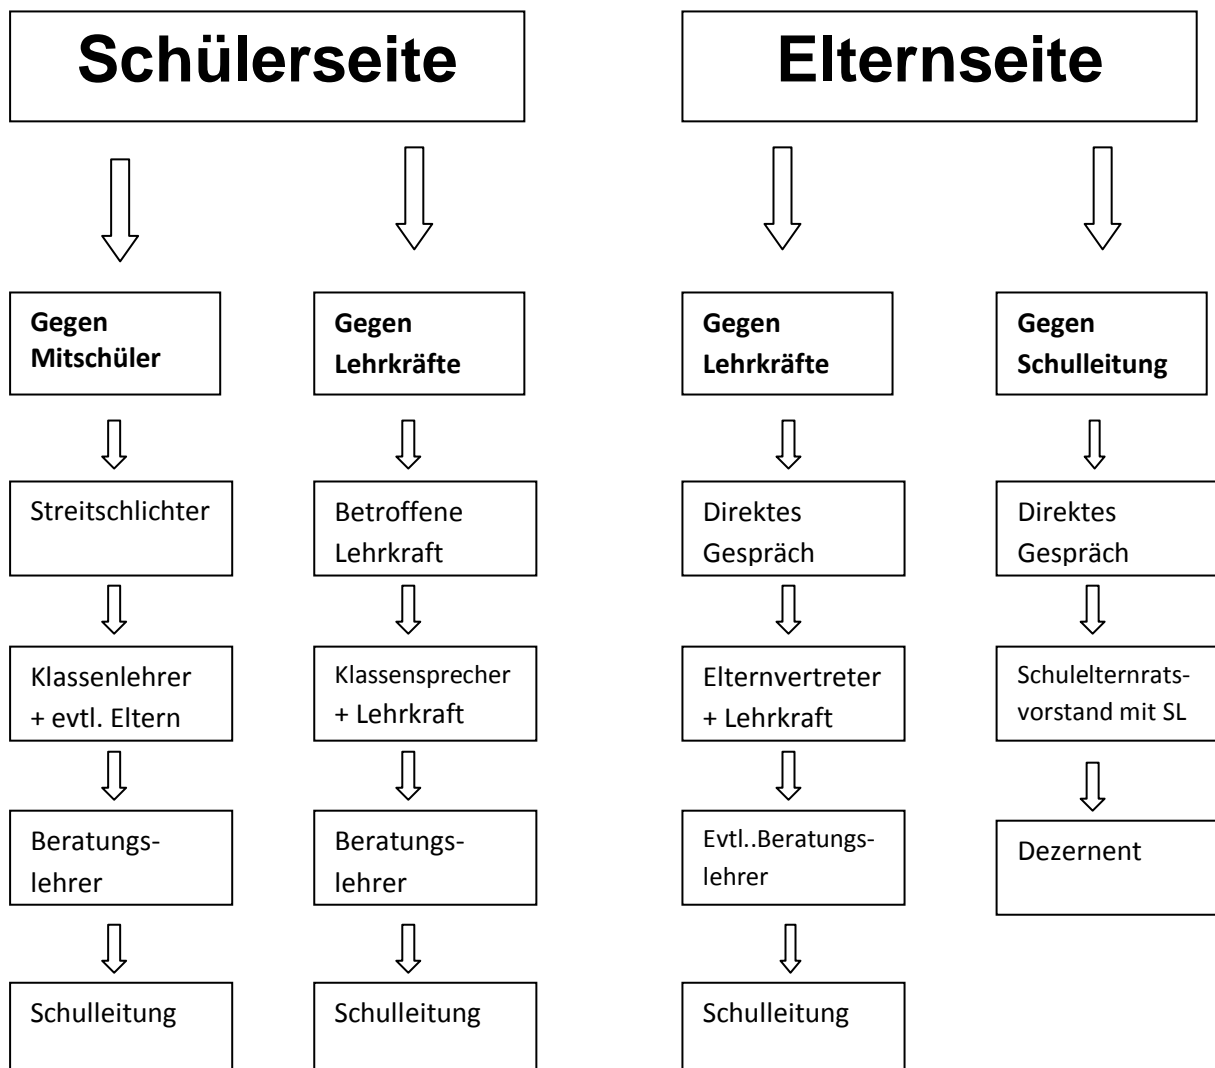 Schülerseite
Elternseite
Gegen
Mitschüler
Gegen
Lehrkräfte
Gegen
Lehrkräfte
Gegen
Schulleitung
Streitschlichter
Betroffene
Lehrkraft
Direktes
Gespräch
Direktes
Gespräch
Klassenlehrer
+ evtl. Eltern
Klassensprecher
+ Lehrkraft
Elternvertreter
+ Lehrkraft
Schulelternrats-
vorstand mit SL
Beratungs-
lehrer
Beratungs-
lehrer
Evtl..Beratungs-
lehrer
Dezernent
Schulleitung
Schulleitung
Schulleitung